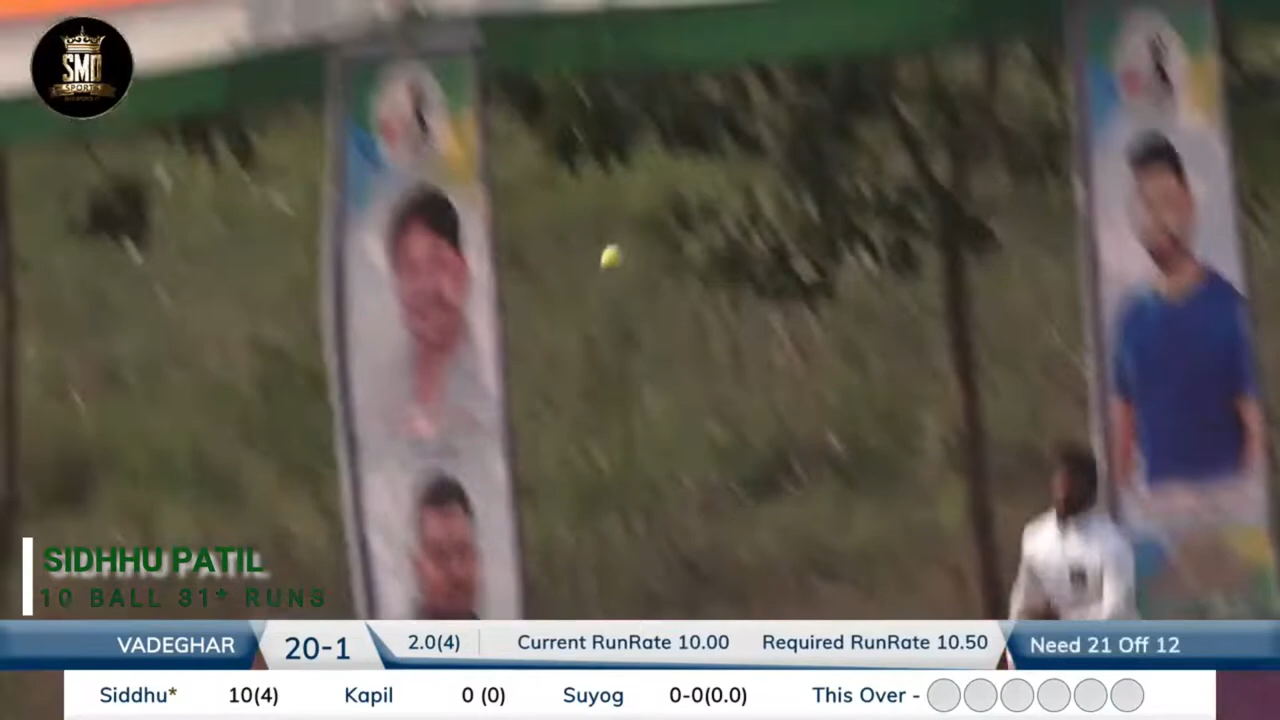 SMD
SPORTS
SIDHHU PATIL
10 BALL 31* RUNS
VADEGHAR 20-1 2.0(4) Current RunRate 10.00 Required RunRate 10.50 Need 21 Off 12
Siddhu* 10(4) Kapil 0 (0) Suyog 0-0(0.0) This Over -